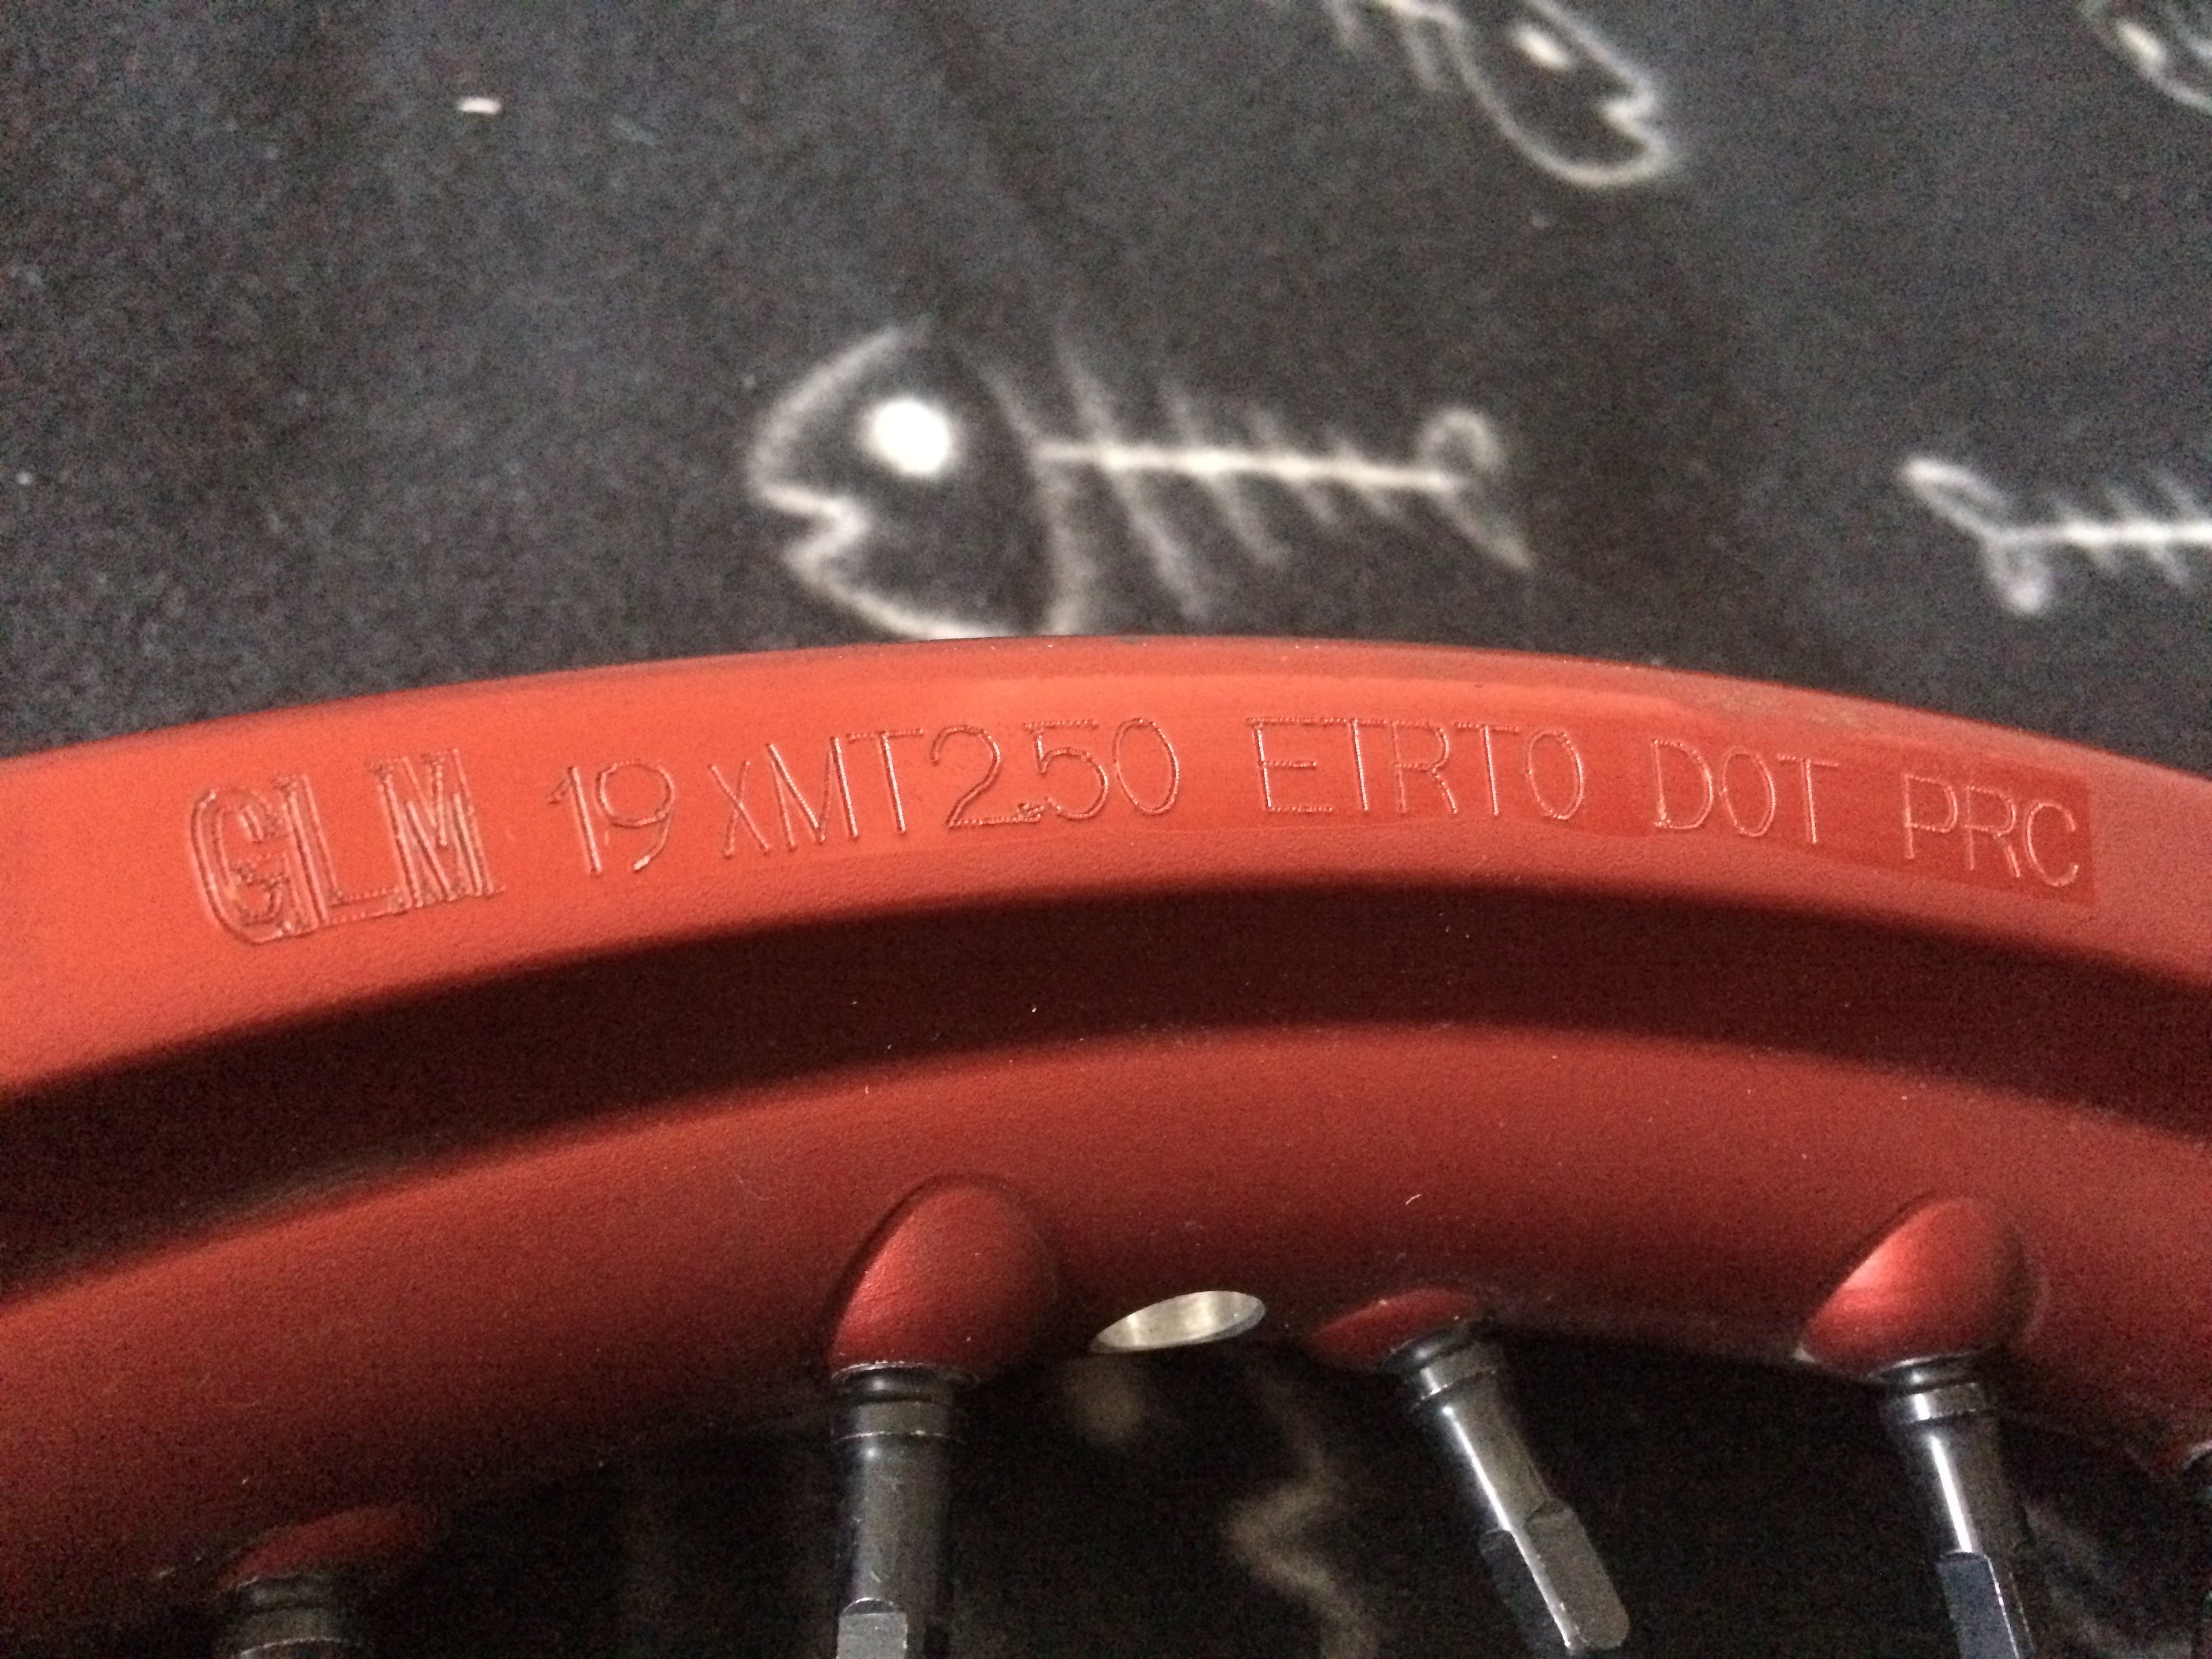 GLM 19 xMT2.50 ETRTO DOT PRC